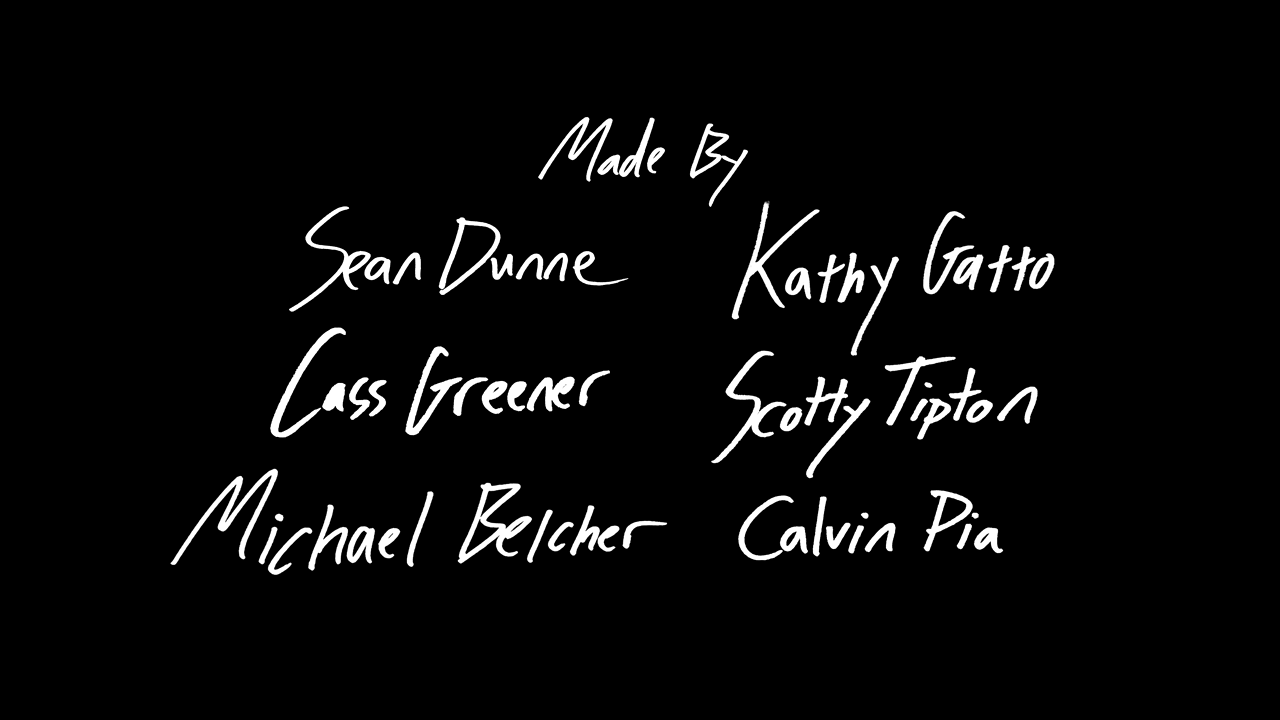 Made By
Sean Dunne Kathy Gatto
Cass Greener Scotty Tipton
Michael Belcher Calvin Pia